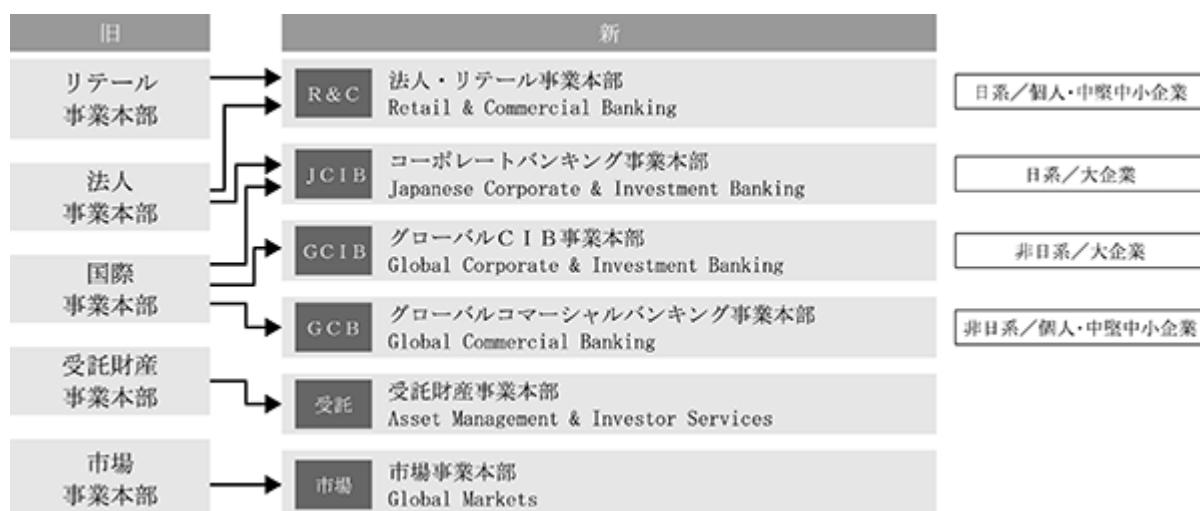 旧
新
リテール
事業本部
法人
事業本部
国際
事業本部
受託財産
事業本部
市場
事業本部
R&C
法人・リテール事業本部
Retail & Commercial Banking
日系／個人・中堅中小企業
JCIB
コーポレートバンキング事業本部
Japanese Corporate & Investment Banking
日系／大企業
GCIB
グローバルCIB事業本部
Global Corporate & Investment Banking
非日系／大企業
GCB
グローバルコマーシャルバンキング事業本部
Global Commercial Banking
非日系／個人・中堅中小企業
受託
受託財産事業本部
Asset Management & Investor Services
市場
市場事業本部
Global Markets